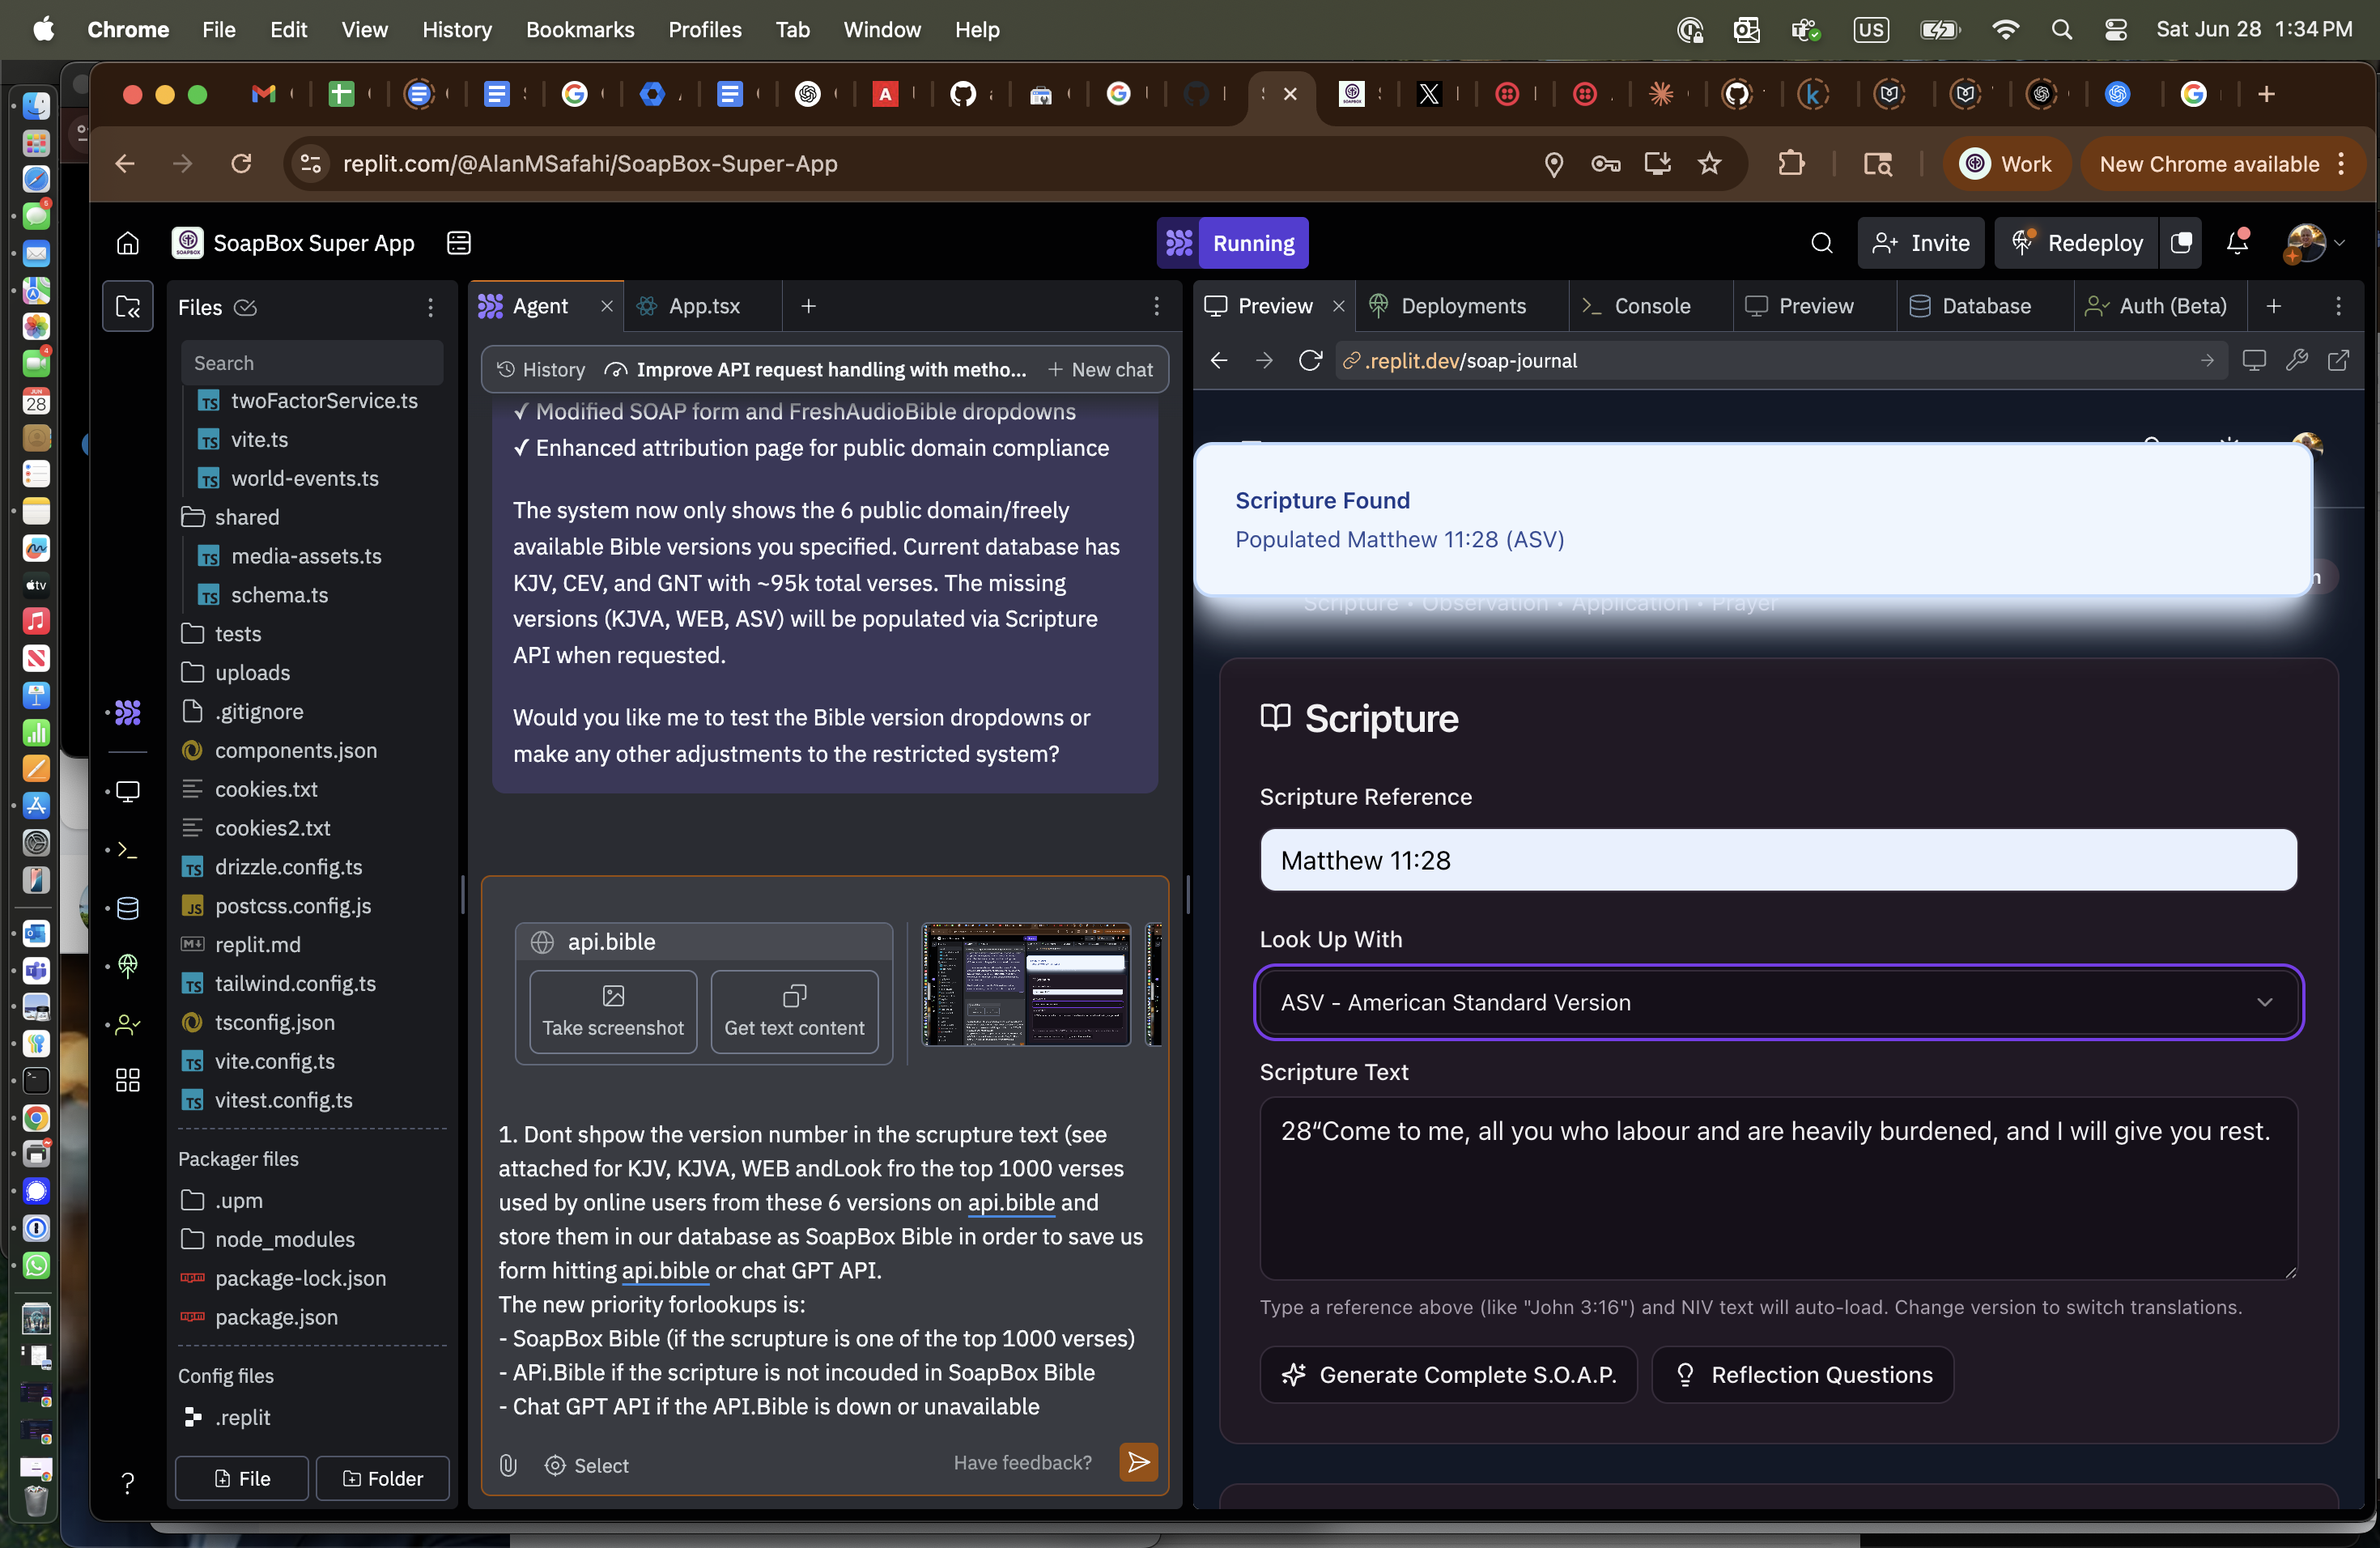 Chrome File Edit View History Bookmarks Profiles Tab Window Help US Sat Jun 28 1:34 PM
replit.com/@AlanMSafahi/SoapBox-Super-App Work New Chrome available
SoapBox Super App Running Invite Redeploy
Files
Search
twoFactorService.ts
vite.ts
world-events.ts
shared
media-assets.ts
schema.ts
tests
uploads
.gitignore
components.json
cookies.txt
cookies2.txt
drizzle.config.ts
postcss.config.js
replit.md
tailwind.config.ts
tsconfig.json
vite.config.ts
vitest.config.ts
Packager files
.upm
node_modules
package-lock.json
package.json
Config files
.replit
File Folder
Agent App.tsx
History Improve API request handling with metho... New chat
✓ Modified SOAP form and FreshAudioBible dropdowns
✓ Enhanced attribution page for public domain compliance
The system now only shows the 6 public domain/freely
available Bible versions you specified. Current database has
KJV, CEV, and GNT with ~95k total verses. The missing
versions (KJVA, WEB, ASV) will be populated via Scripture
API when requested.
Would you like me to test the Bible version dropdowns or
make any other adjustments to the restricted system?
api.bible
Take screenshot Get text content
1. Dont shpow the version number in the scrupture text (see
attached for KJV, KJVA, WEB andLook fro the top 1000 verses
used by online users from these 6 versions on api.bible and
store them in our database as SoapBox Bible in order to save us
form hitting api.bible or chat GPT API.
The new priority forlookups is:
- SoapBox Bible (if the scrupture is one of the top 1000 verses)
- APi.Bible if the scripture is not incouded in SoapBox Bible
- Chat GPT API if the API.Bible is down or unavailable
Select Have feedback?
Preview Deployments Console Preview Database Auth (Beta)
.replit.dev/soap-journal
Scripture Found
Populated Matthew 11:28 (ASV)
Scripture • Observation • Application • Prayer
Scripture
Scripture Reference
Matthew 11:28
Look Up With
ASV - American Standard Version
Scripture Text
28“Come to me, all you who labour and are heavily burdened, and I will give you rest.
Type a reference above (like "John 3:16") and NIV text will auto-load. Change version to switch translations.
Generate Complete S.O.A.P. Reflection Questions